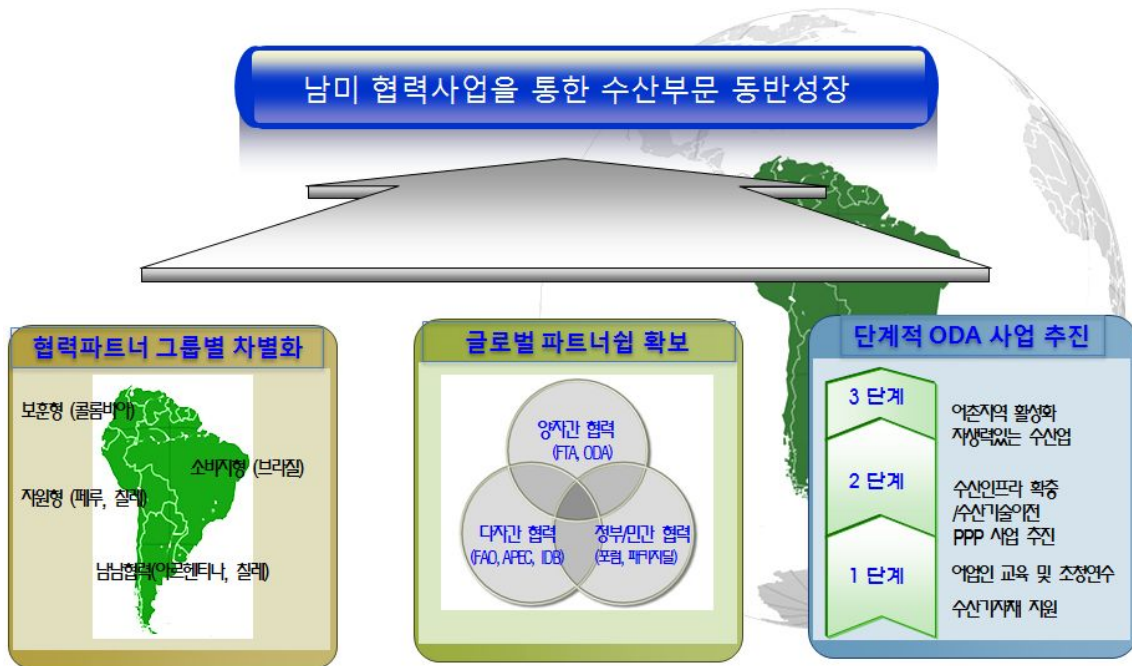 남미 협력사업을 통한 수산부문 동반성장
협력파트너 그룹별 차별화
보훈형 (콜롬비아)
소비지형 (브라질)
자원형 (페루, 칠레)
남남협력(아르헨티나, 칠레)
글로벌 파트너쉽 확보
양자간 협력
(FTA, ODA)
다자간 협력
(FAO, APEC, IDB)
정부/민간 협력
(포럼, 패키지딜)
단계적 ODA 사업 추진
3 단계
어촌지역 활성화
자생력있는 수산업
2 단계
수산인프라 확충
/수산기술이전
PPP 사업 추진
1 단계
어업인 교육 및 초청연수
수산기자재 지원